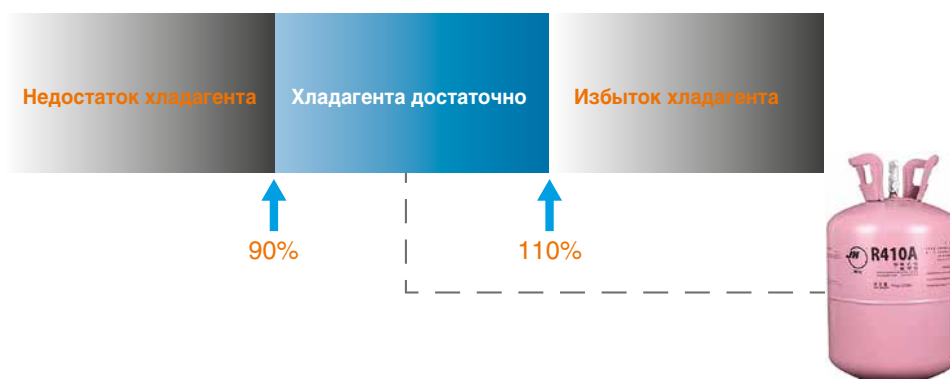 Недостаток хладагента
Хладагента достаточно
Избыток хладагента
90%
110%
R410A